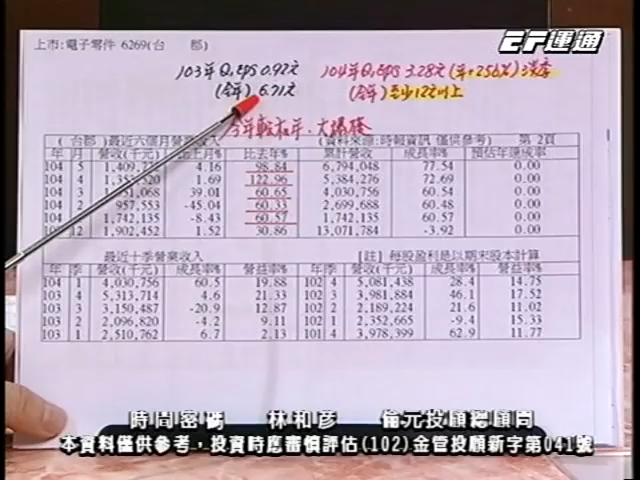 EF運通
上市:電子零件 6269(台 郡)
103年Q1 EPS 0.92元
(全年) 6.71元
104年Q1 EPS 3.28元(年+256%)淡季
(全年)至少12元以上
今年輕松年,大爆發
(台郡)最近六個月營業收入 (資料來源:時報資訊 僅供參考) 第 2頁
年 月 營收(千元) 比上月% 比去年% 累計營收 成長率% 預估年達成率
104 5 1,409, 4.16 98.84 6,794,048 77.54 0.00
104 4 1.69 122.96 5,384,276 72.69 0.00
104 3 39.01 60.65 4,030,756 60.54 0.00
104 2 957,553 -45.04 60.33 2,699,688 60.48 0.00
104 1 1,742,135 -8.43 60.57 1,742,135 60.57 0.00
12 1,902,452 1.52 30.86 13,071,784 -3.92 0.00
最近十季營業收入 [註] 每股盈利是以期末股本計算
年 季 營收(千元) 成長率% 營益率% 年 季 營收(千元) 成長率% 營益率%
104 1 4,030,756 60.5 19.88 102 4 5,081,438 28.4 14.75
103 4 5,313,714 4.6 21.33 102 3 3,981,884 46.1 17.52
103 3 3,150,487 -20.9 12.87 102 2 2,189,224 21.6 11.02
103 2 2,096,820 -4.2 9.11 102 1 2,352,665 -9.4 15.33
103 1 2,510,762 6.7 2.13 101 4 3,978,399 62.9 11.77
時間密碼 林和彥 倫元投顧總顧問
本資料僅供參考,投資時應審慎評估(102)金管投顧新字第041號